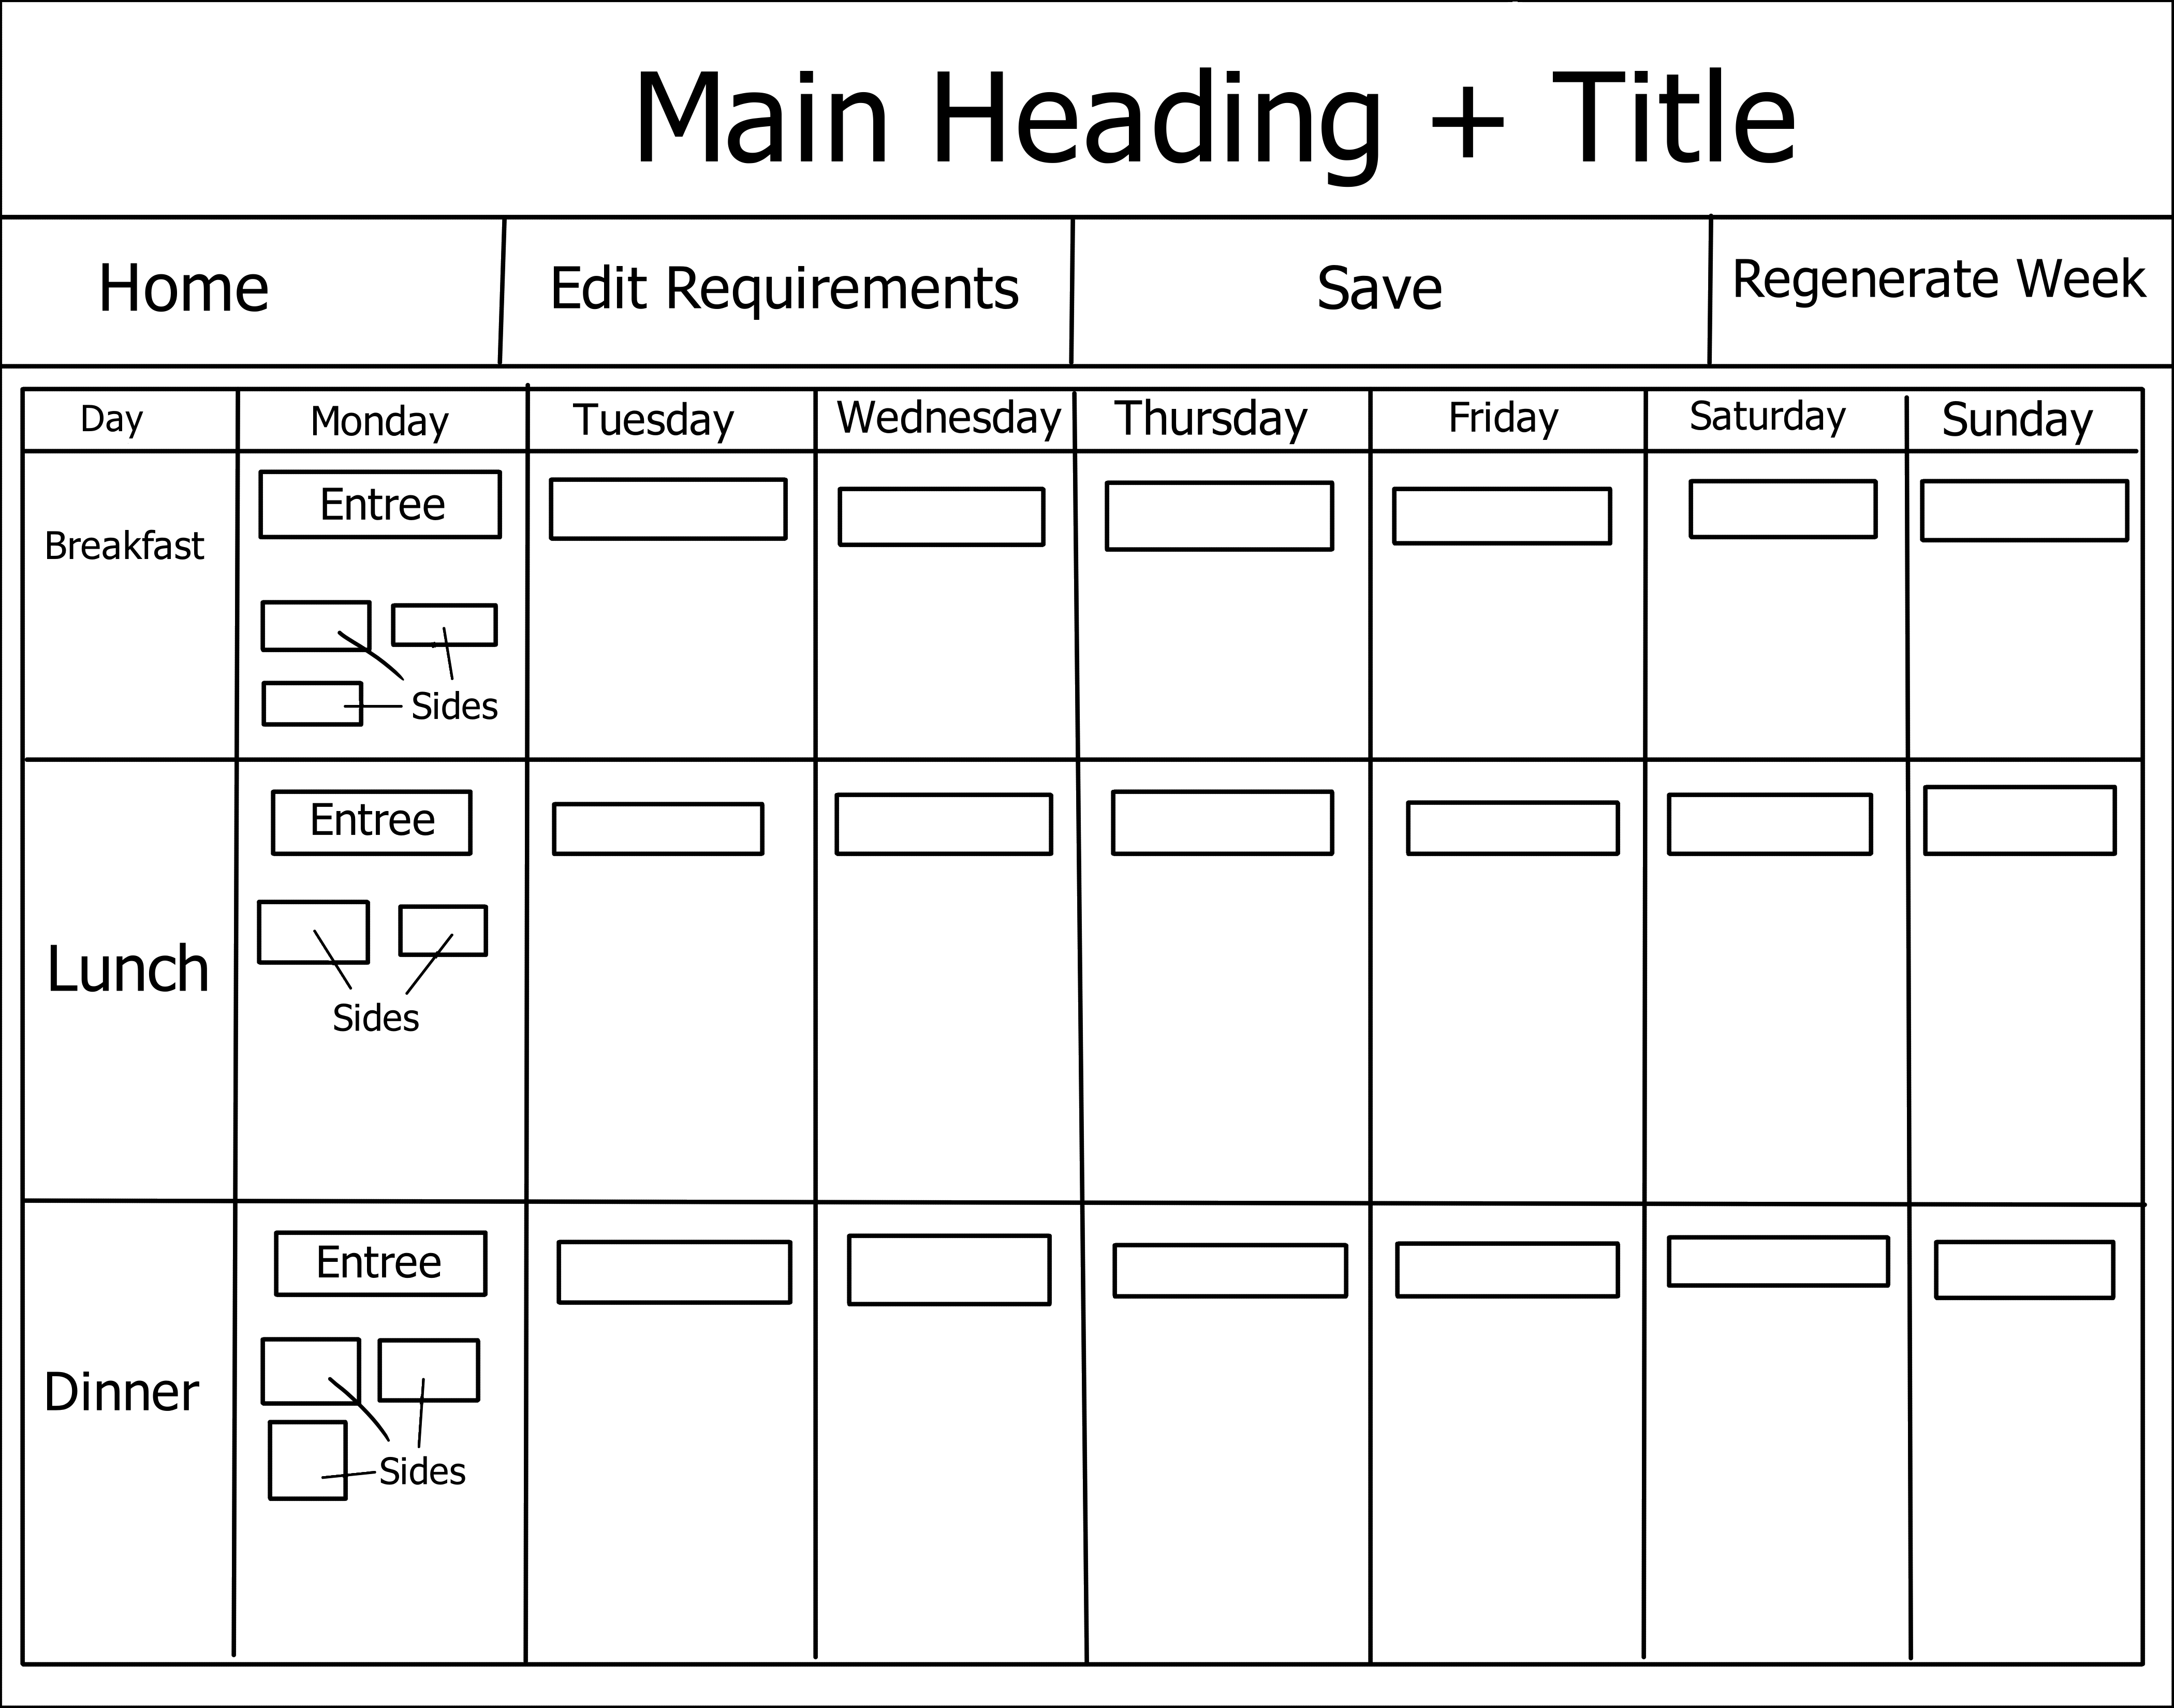 Main Heading + Title
Home Edit Requirements Save Regenerate Week
Day Monday Tuesday Wednesday Thursday Friday Saturday Sunday
Breakfast
Entree
Sides
Lunch
Entree
Sides
Dinner
Entree
Sides